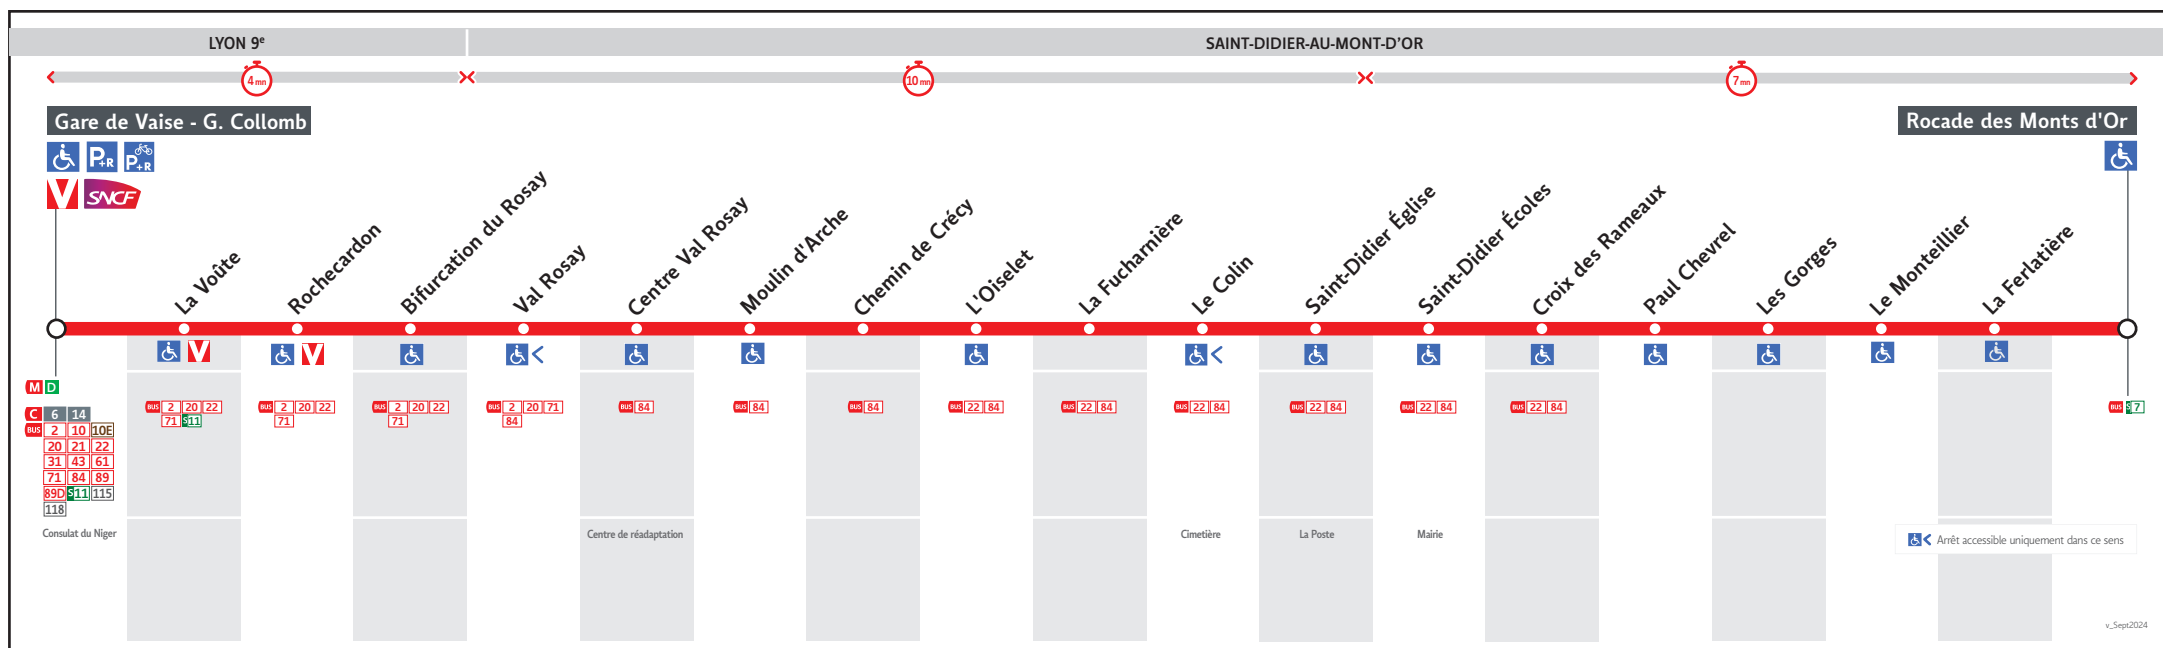 LYON 9e
SAINT-DIDIER-AU-MONT-D'OR
4 mn
10 mn
7 mn
Gare de Vaise - G. Collomb
Rocade des Monts d'Or
P+R
P+R
V
SNCF
La Voûte
Rochecardon
Bifurcation du Rosay
Val Rosay
Centre Val Rosay
Moulin d'Arche
Chemin de Crécy
L'Oiselet
La Fucharnière
Le Colin
Saint-Didier Église
Saint-Didier Écoles
Croix des Rameaux
Paul Chevrel
Les Gorges
Le Monteillier
La Ferlatière
V
V
<
<
M D
C 6 14
BUS 2 10 10E
20 21 22
31 43 61
71 84 89
89D S11 115
118
BUS 2 20 22
71 S11
BUS 2 20 22
71
BUS 2 20 22
71
BUS 2 20 71
84
BUS 84
BUS 84
BUS 84
BUS 22 84
BUS 22 84
BUS 22 84
BUS 22 84
BUS 22 84
BUS 22 84
BUS S7
Consulat du Niger
Centre de réadaptation
Cimetière
La Poste
Mairie
< Arrêt accessible uniquement dans ce sens
v_Sept2024